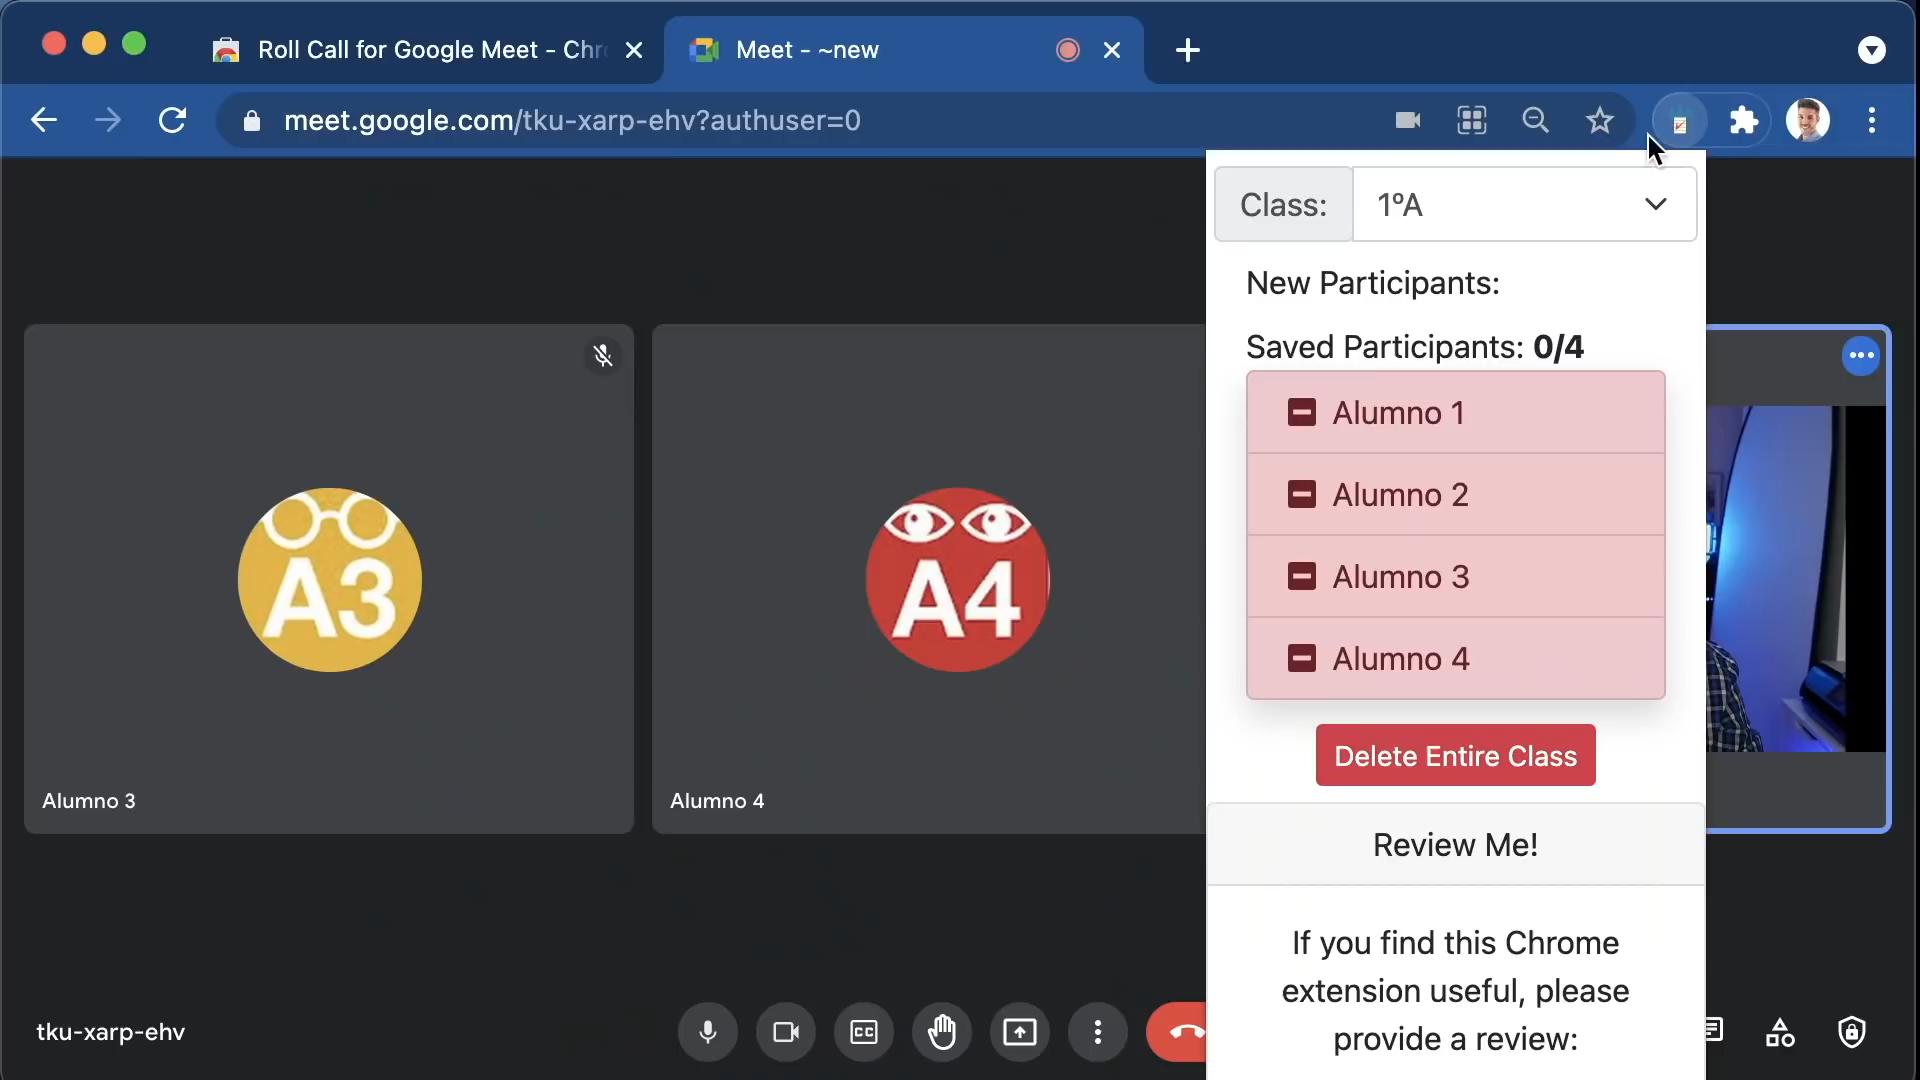 Roll Call for Google Meet - Chr
Meet - ~new
meet.google.com/tku-xarp-ehv?authuser=0
Class:
1ºA
New Participants:
Saved Participants: 0/4
Alumno 1
Alumno 2
Alumno 3
Alumno 4
Delete Entire Class
Review Me!
If you find this Chrome
extension useful, please
provide a review:
A3
Alumno 3
A4
Alumno 4
tku-xarp-ehv
CC